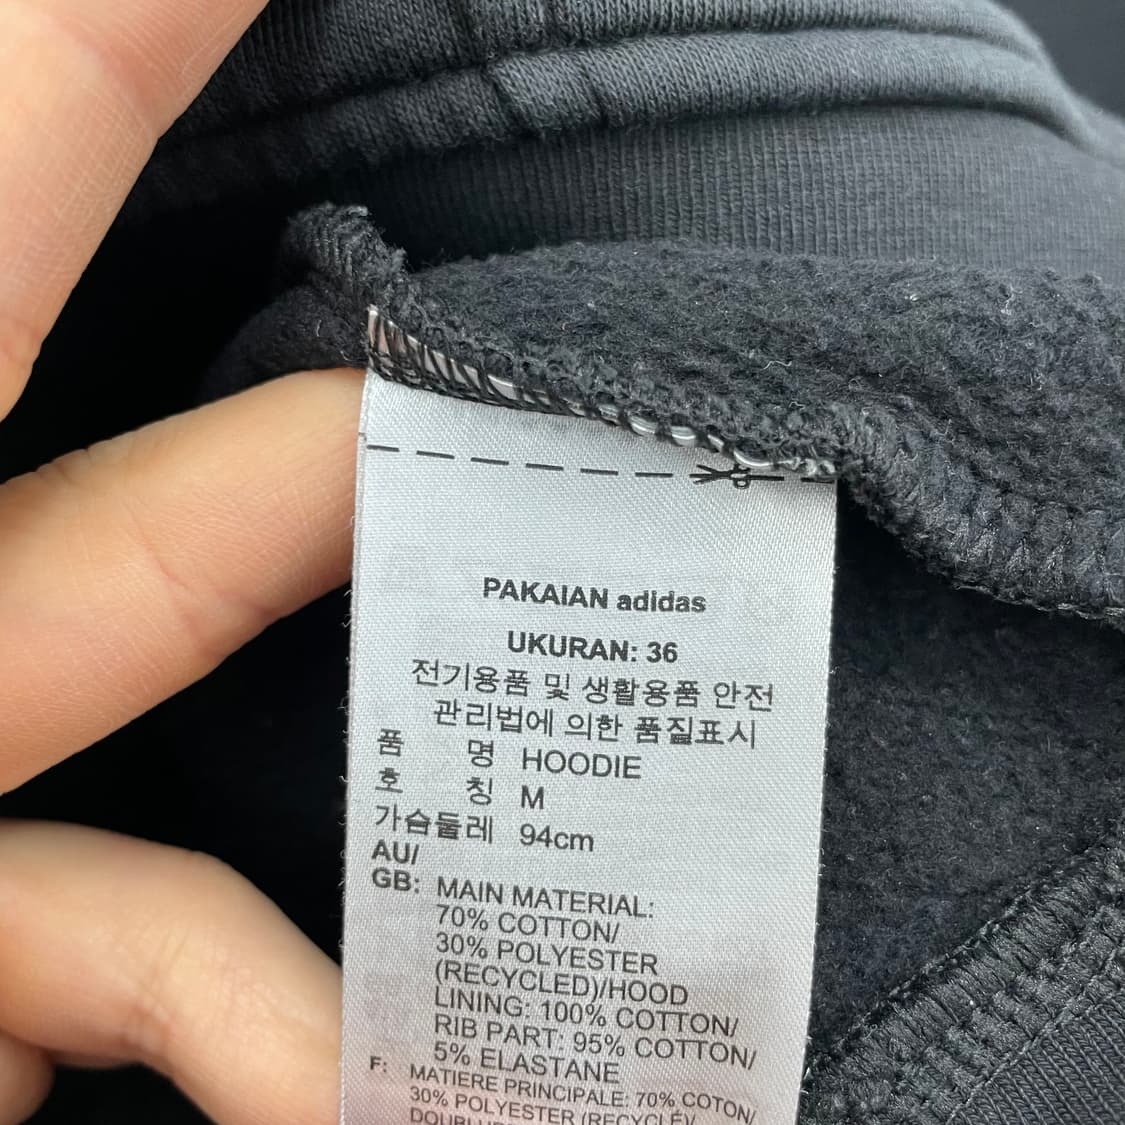 PAKAIAN adidas
UKURAN: 36
전기용품 및 생활용품 안전
관리법에 의한 품질표시
품 명 HOODIE
호 칭 M
가슴둘레 94cm
AU/
GB: MAIN MATERIAL:
70% COTTON/
30% POLYESTER
(RECYCLED)/HOOD
LINING: 100% COTTON/
RIB PART: 95% COTTON/
5% ELASTANE
F: MATIERE PRINCIPALE: 70% COTON/
30% POLYESTER (RECYCLÉ)/